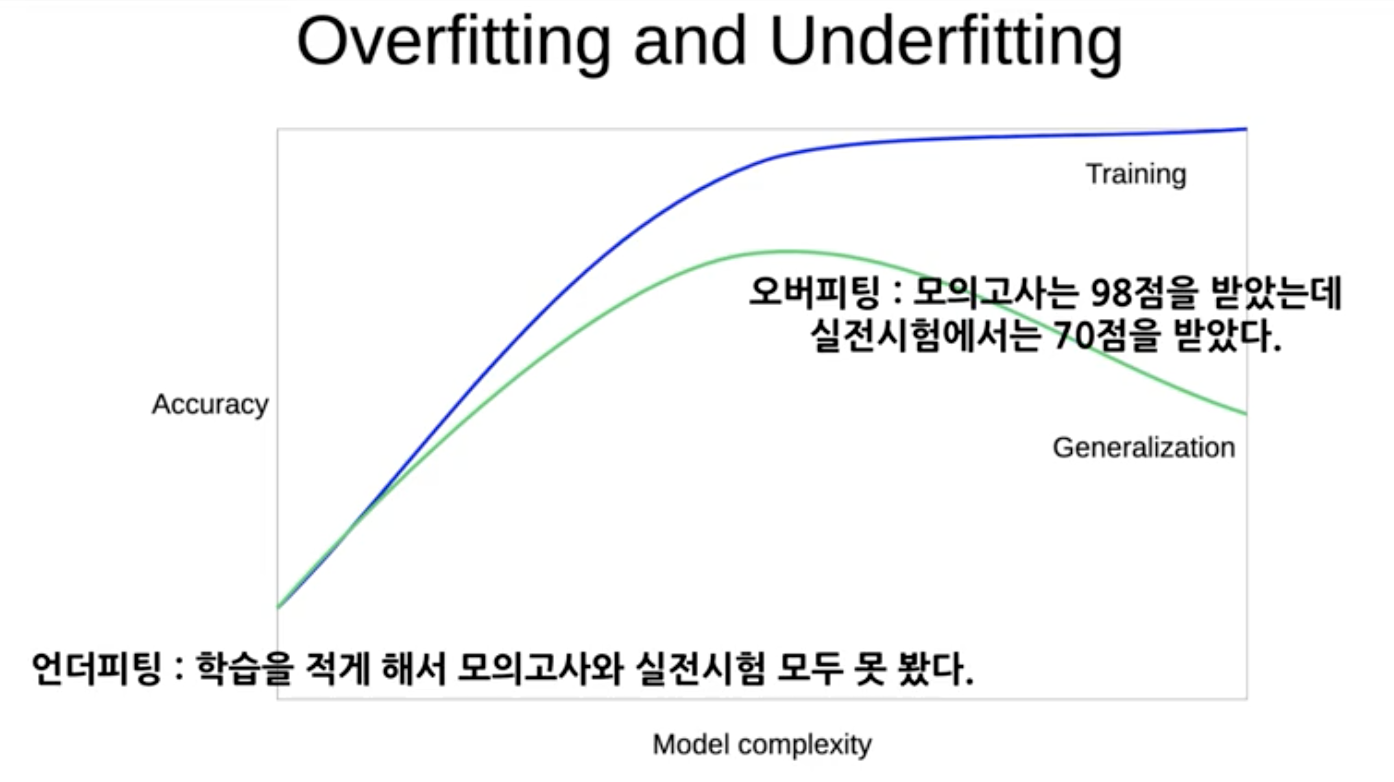 Overfitting and Underfitting
Training
오버피팅 : 모의고사는 98점을 받았는데
실전시험에서는 70점을 받았다.
Accuracy
Generalization
언더피팅 : 학습을 적게 해서 모의고사와 실전시험 모두 못 봤다.
Model complexity